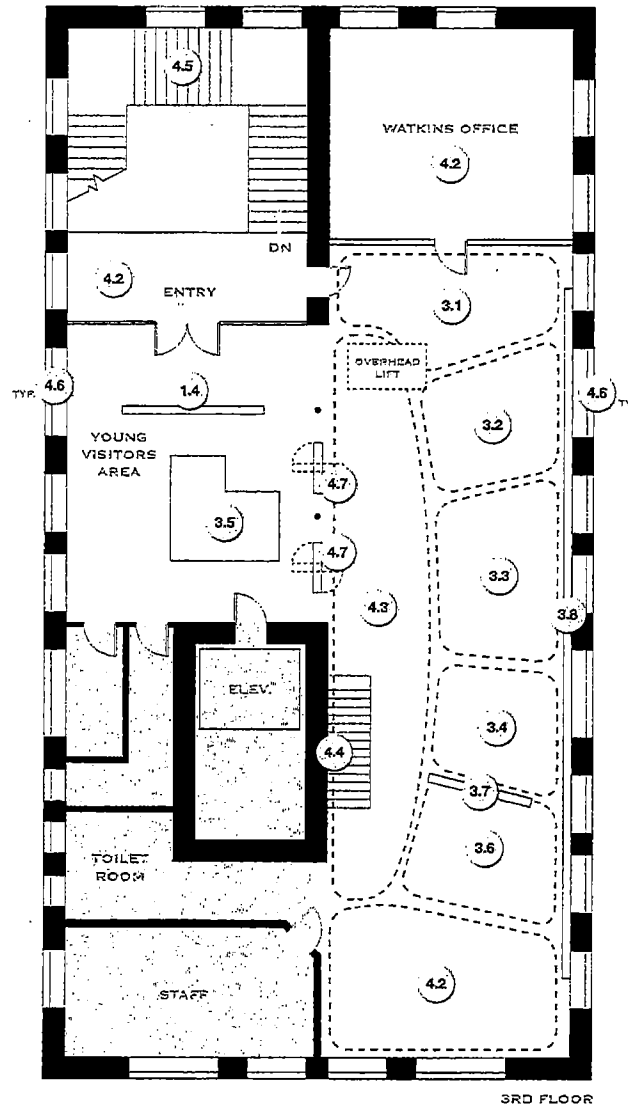 4.5
WATKINS OFFICE
4.2
DN
4.2
ENTRY
3.1
OVERHEAD
LIFT
TYP.
4.6
1.4
4.6
3.2
YOUNG
VISITORS
AREA
4.7
3.5
4.7
3.3
4.3
3.8
ELEV.
3.4
4.4
3.7
3.6
TOILET
ROOM
4.2
STAFF
3RD FLOOR